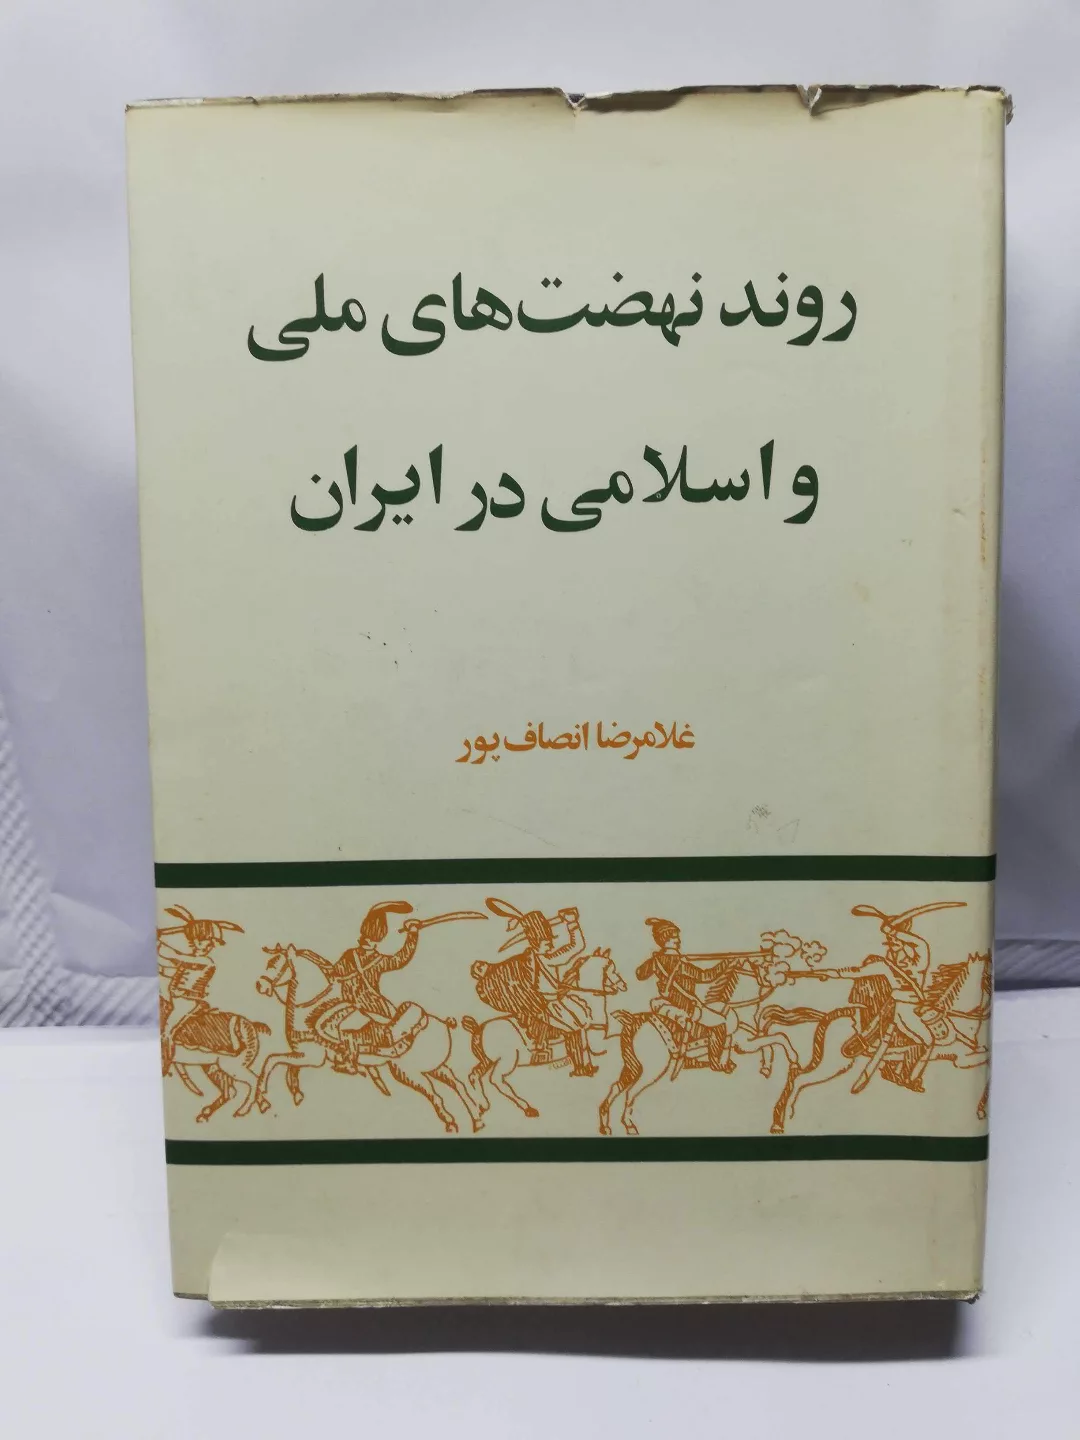 روند نهضت‌های ملی
و اسلامی در ایران
غلامرضا انصاف‌پور